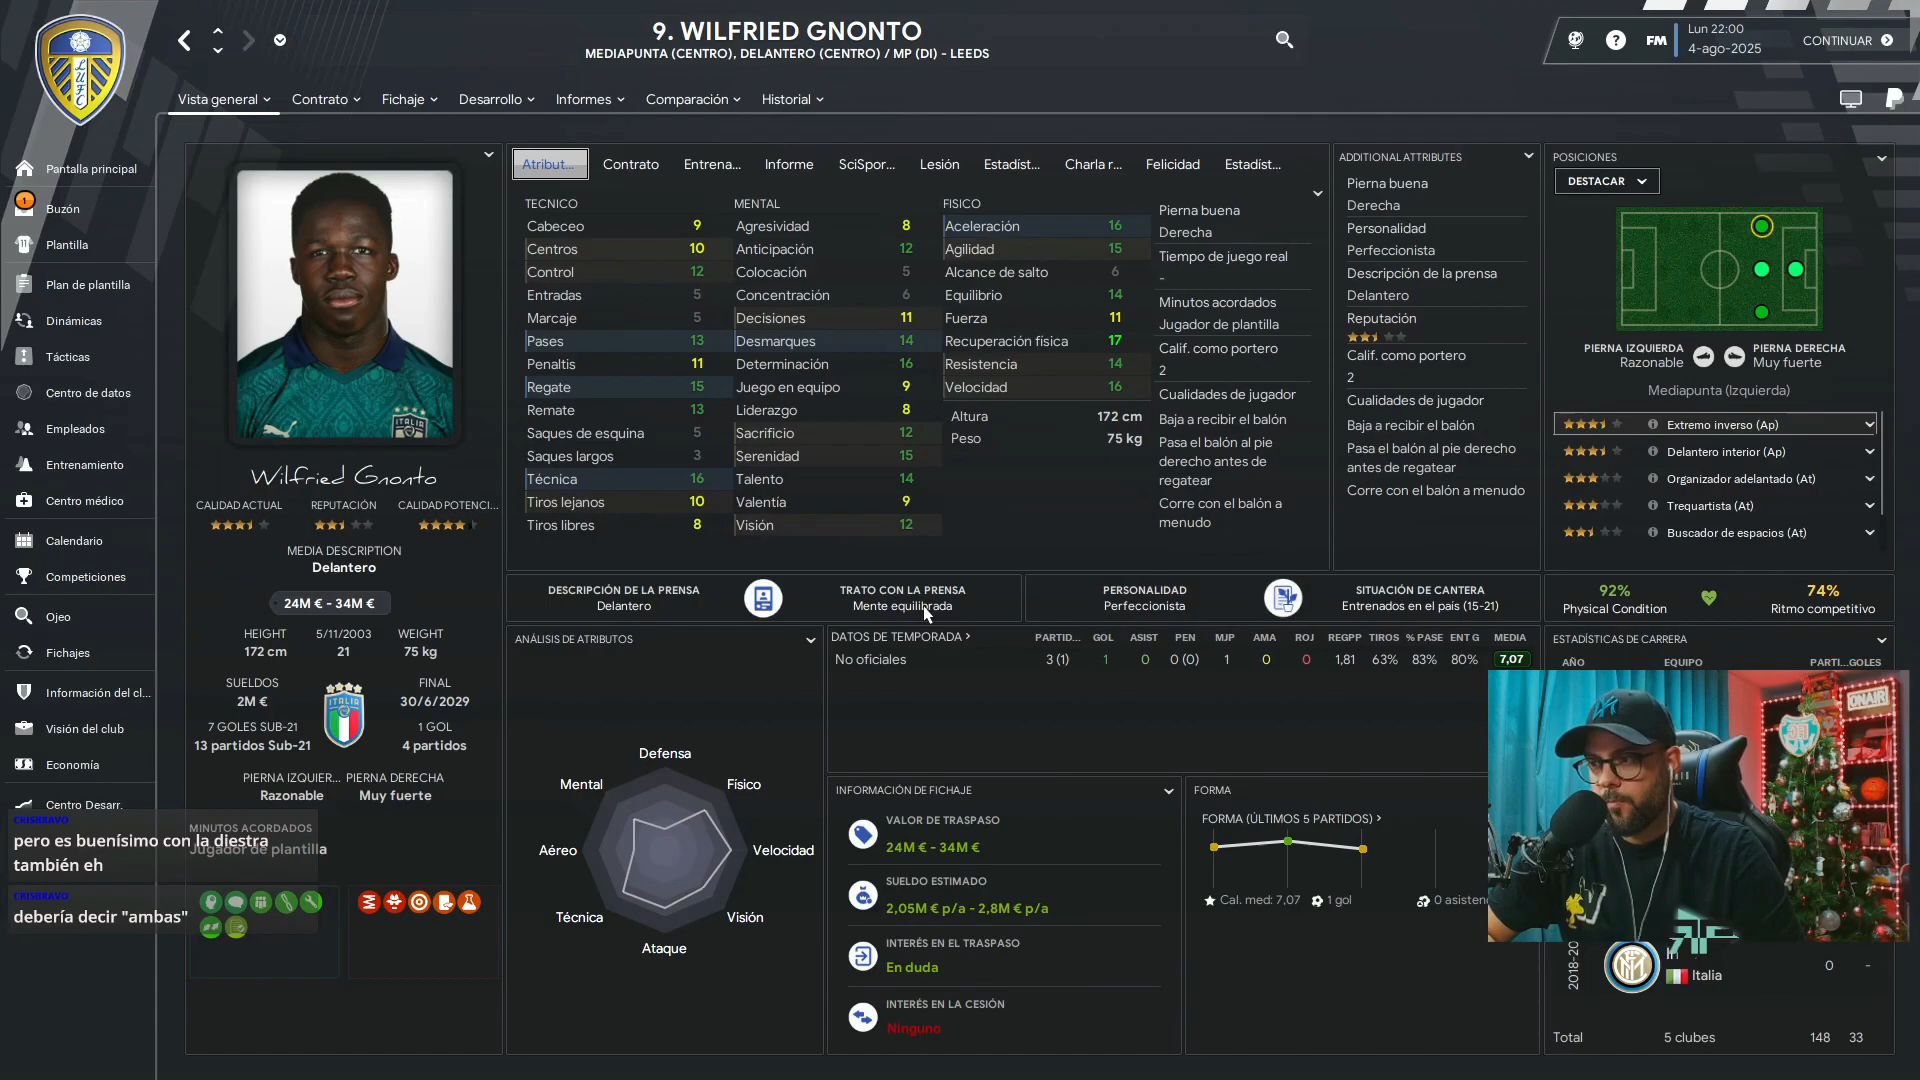 9. WILFRIED GNONTO
MEDIAPUNTA (CENTRO), DELANTERO (CENTRO) / MP (DI) - LEEDS
FM
Lun 22:00
4-ago-2025
CONTINUAR
Vista general
Contrato
Fichaje
Desarrollo
Informes
Comparación
Historial
Pantalla principal
1
Buzón
Plantilla
Plan de plantilla
Dinámicas
Tácticas
Centro de datos
Empleados
Entrenamiento
Centro médico
Calendario
Competiciones
Ojeo
Fichajes
Información del cl...
Visión del club
Economía
Centro Desarr.
Wilfried Gnonto
CALIDAD ACTUAL
REPUTACIÓN
CALIDAD POTENCI...
MEDIA DESCRIPTION
Delantero
24M € - 34M €
HEIGHT
172 cm
5/11/2003
21
WEIGHT
75 kg
SUELDOS
2M €
ITALIA
FINAL
30/6/2029
7 GOLES SUB-21
13 partidos Sub-21
1 GOL
4 partidos
PIERNA IZQUIER...
Razonable
PIERNA DERECHA
Muy fuerte
MINUTOS ACORDADOS
Jugador de plantilla
CRISBRAVO
pero es buenísimo con la diestra
también eh
CRISBRAVO
debería decir "ambas"
Atribut...
Contrato
Entrena...
Informe
SciSpor...
Lesión
Estadíst...
Charla r...
Felicidad
Estadíst...
TECNICO
Cabeceo 9
Centros 10
Control 12
Entradas 5
Marcaje 5
Pases 13
Penaltis 11
Regate 15
Remate 13
Saques de esquina 5
Saques largos 3
Técnica 16
Tiros lejanos 10
Tiros libres 8
MENTAL
Agresividad 8
Anticipación 12
Colocación 5
Concentración 6
Decisiones 11
Desmarques 14
Determinación 16
Juego en equipo 9
Liderazgo 8
Sacrificio 12
Serenidad 15
Talento 14
Valentía 9
Visión 12
FISICO
Aceleración 16
Agilidad 15
Alcance de salto 6
Equilibrio 14
Fuerza 11
Recuperación física 17
Resistencia 14
Velocidad 16
Altura 172 cm
Peso 75 kg
Pierna buena
Derecha
Tiempo de juego real
-
Minutos acordados
Jugador de plantilla
Calif. como portero
2
Cualidades de jugador
Baja a recibir el balón
Pasa el balón al pie
derecho antes de
regatear
Corre con el balón a
menudo
ADDITIONAL ATTRIBUTES
Pierna buena
Derecha
Personalidad
Perfeccionista
Descripción de la prensa
Delantero
Reputación
Calif. como portero
2
Cualidades de jugador
Baja a recibir el balón
Pasa el balón al pie derecho
antes de regatear
Corre con el balón a menudo
POSICIONES
DESTACAR
PIERNA IZQUIERDA
Razonable
PIERNA DERECHA
Muy fuerte
Mediapunta (Izquierda)
Extremo inverso (Ap)
Delantero interior (Ap)
Organizador adelantado (At)
Trequartista (At)
Buscador de espacios (At)
DESCRIPCIÓN DE LA PRENSA
Delantero
TRATO CON LA PRENSA
Mente equilibrada
PERSONALIDAD
Perfeccionista
SITUACIÓN DE CANTERA
Entrenados en el país (15-21)
92%
Physical Condition
74%
Ritmo competitivo
ANÁLISIS DE ATRIBUTOS
Defensa
Físico
Velocidad
Visión
Ataque
Técnica
Aéreo
Mental
DATOS DE TEMPORADA >
PARTID... GOL ASIST PEN MJP AMA ROJ REGPP TIROS % PASE ENT G MEDIA
No oficiales 3 (1) 1 0 0 (0) 1 0 0 1,81 63% 83% 80% 7,07
INFORMACIÓN DE FICHAJE
VALOR DE TRASPASO
24M € - 34M €
SUELDO ESTIMADO
2,05M € p/a - 2,8M € p/a
INTERÉS EN EL TRASPASO
En duda
INTERÉS EN LA CESIÓN
Ninguno
FORMA
FORMA (ÚLTIMOS 5 PARTIDOS) >
Cal. med: 7,07
1 gol
0 asistenc
ESTADÍSTICAS DE CARRERA
AÑO EQUIPO PARTI...GOLES
ON AIR
2018-20
Italia
0 -
Total 5 clubes 148 33